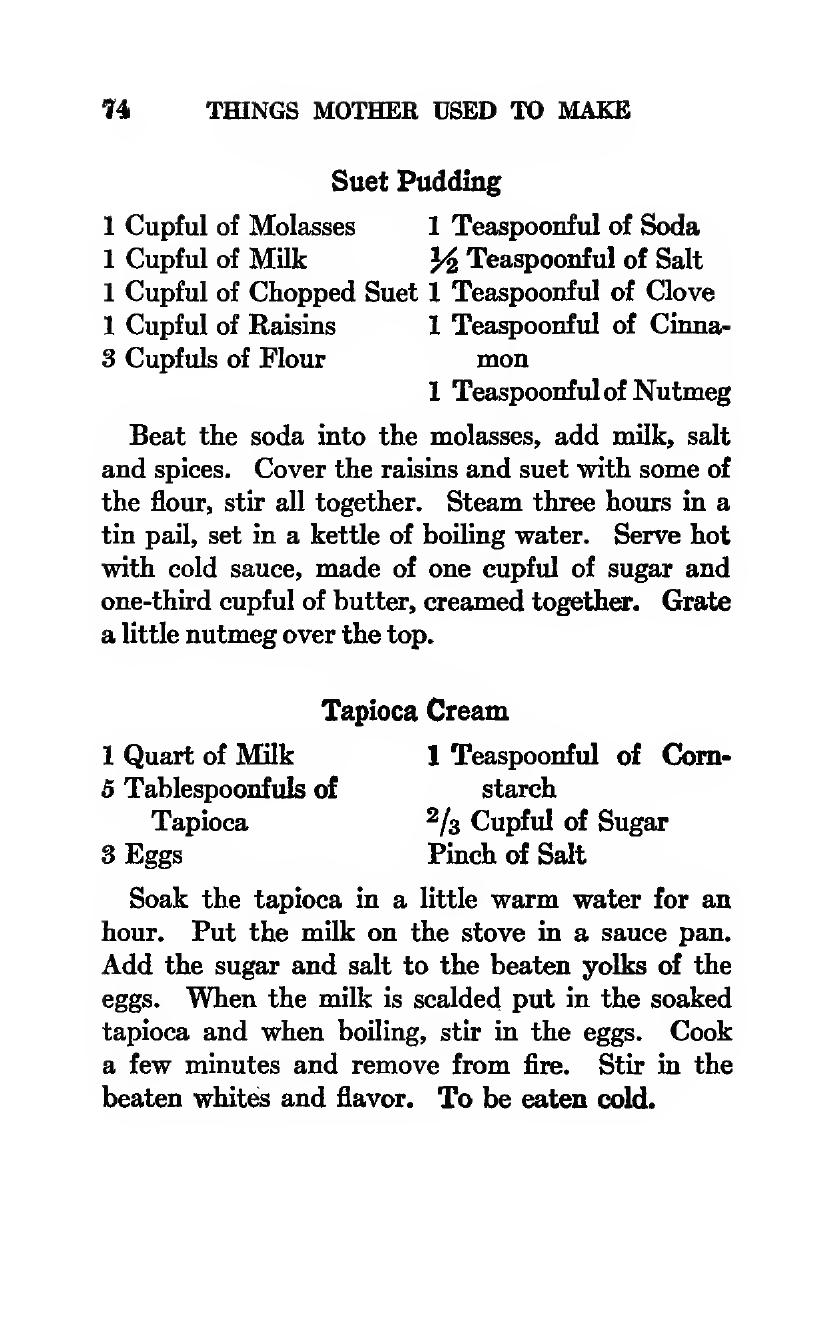 74 THINGS MOTHER USED TO MAKE
Suet Pudding
1 Cupful of Molasses
1 Cupful of Milk
1 Cupful of Chopped Suet
1 Cupful of Raisins
3 Cupfuls of Flour
1 Teaspoonful of Soda
½ Teaspoonful of Salt
1 Teaspoonful of Clove
1 Teaspoonful of Cinna-
mon
1 Teaspoonful of Nutmeg
Beat the soda into the molasses, add milk, salt
and spices. Cover the raisins and suet with some of
the flour, stir all together. Steam three hours in a
tin pail, set in a kettle of boiling water. Serve hot
with cold sauce, made of one cupful of sugar and
one-third cupful of butter, creamed together. Grate
a little nutmeg over the top.
Tapioca Cream
1 Quart of Milk
5 Tablespoonfuls of
Tapioca
3 Eggs
1 Teaspoonful of Corn-
starch
2/3 Cupful of Sugar
Pinch of Salt
Soak the tapioca in a little warm water for an
hour. Put the milk on the stove in a sauce pan.
Add the sugar and salt to the beaten yolks of the
eggs. When the milk is scalded put in the soaked
tapioca and when boiling, stir in the eggs. Cook
a few minutes and remove from fire. Stir in the
beaten whites and flavor. To be eaten cold.